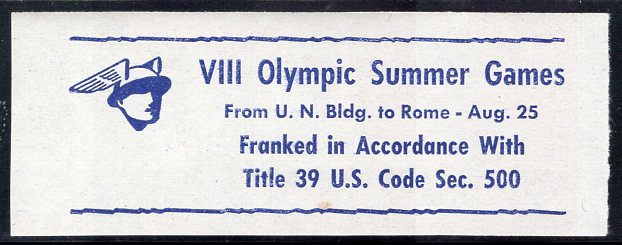 VIII Olympic Summer Games
From U. N. Bldg. to Rome - Aug. 25
Franked in Accordance With
Title 39 U.S. Code Sec. 500